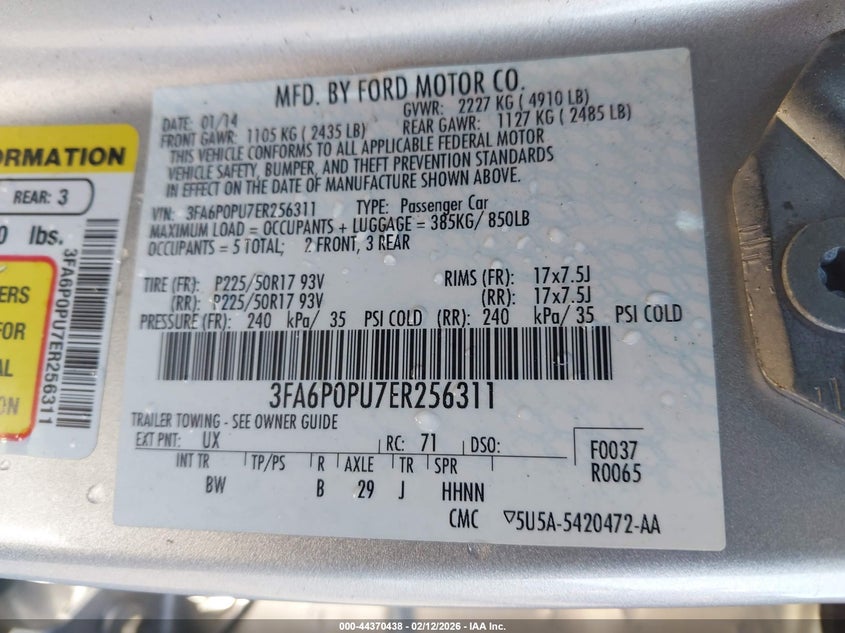 ORMATION
REAR: 3
0 lbs.
ERS
FOR
AL
ON
3FA6P0PU7ER256311
MFD. BY FORD MOTOR CO.
DATE: 01/14 GVWR: 2227 KG ( 4910 LB)
FRONT GAWR: 1105 KG ( 2435 LB) REAR GAWR: 1127 KG ( 2485 LB)
THIS VEHICLE CONFORMS TO ALL APPLICABLE FEDERAL MOTOR
VEHICLE SAFETY, BUMPER, AND THEFT PREVENTION STANDARDS
IN EFFECT ON THE DATE OF MANUFACTURE SHOWN ABOVE.
VIN: 3FA6P0PU7ER256311 TYPE: Passenger Car
MAXIMUM LOAD = OCCUPANTS + LUGGAGE = 385KG/ 850LB
OCCUPANTS = 5 TOTAL; 2 FRONT, 3 REAR
TIRE (FR): P225/50R17 93V RIMS (FR): 17x7.5J
(RR): P225/50R17 93V (RR): 17x7.5J
PRESSURE (FR): 240 kPa/ 35 PSI COLD (RR): 240 kPa/ 35 PSI COLD
3FA6P0PU7ER256311
TRAILER TOWING - SEE OWNER GUIDE
EXT PNT: UX RC: 71 DSO: F0037
R0065
INT TR TP/PS R AXLE TR SPR
BW B 29 J HHNN
CMC ▽5U5A-5420472-AA
000-44370438 - 02/12/2026 - IAA Inc.